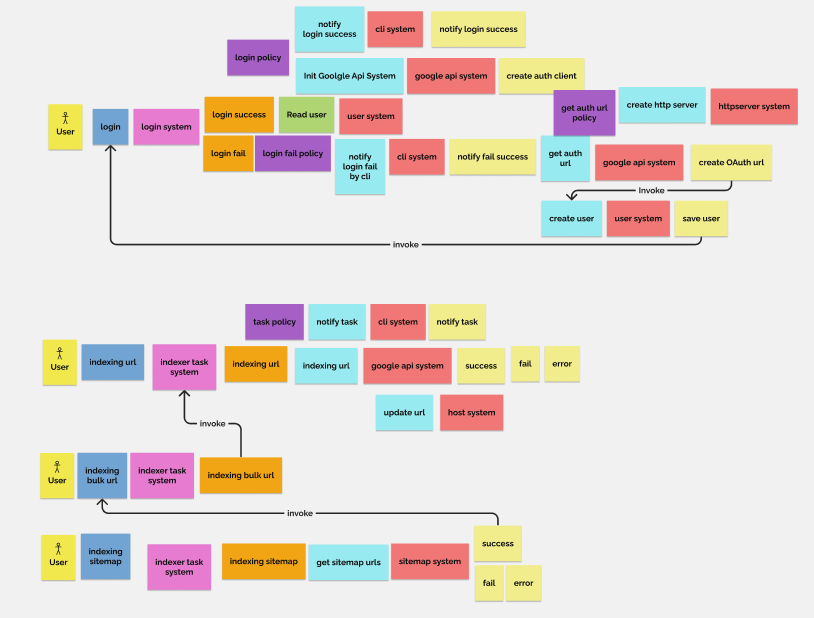 notify
login success
cli system
notify login success
login policy
Init Goolgle Api System
google api system
create auth client
get auth url
policy
create http server
httpserver system
User
login
login system
login success
Read user
user system
login fail
login fail policy
notify
login fail
by cli
cli system
notify fail success
get auth
url
google api system
create OAuth url
Invoke
create user
user system
save user
invoke
task policy
notify task
cli system
notify task
User
indexing url
indexer task
system
indexing url
indexing url
google api system
success
fail
error
update url
host system
invoke
User
indexing
bulk url
indexer task
system
indexing bulk url
invoke
User
indexing
sitemap
indexer task
system
indexing sitemap
get sitemap urls
sitemap system
success
fail
error